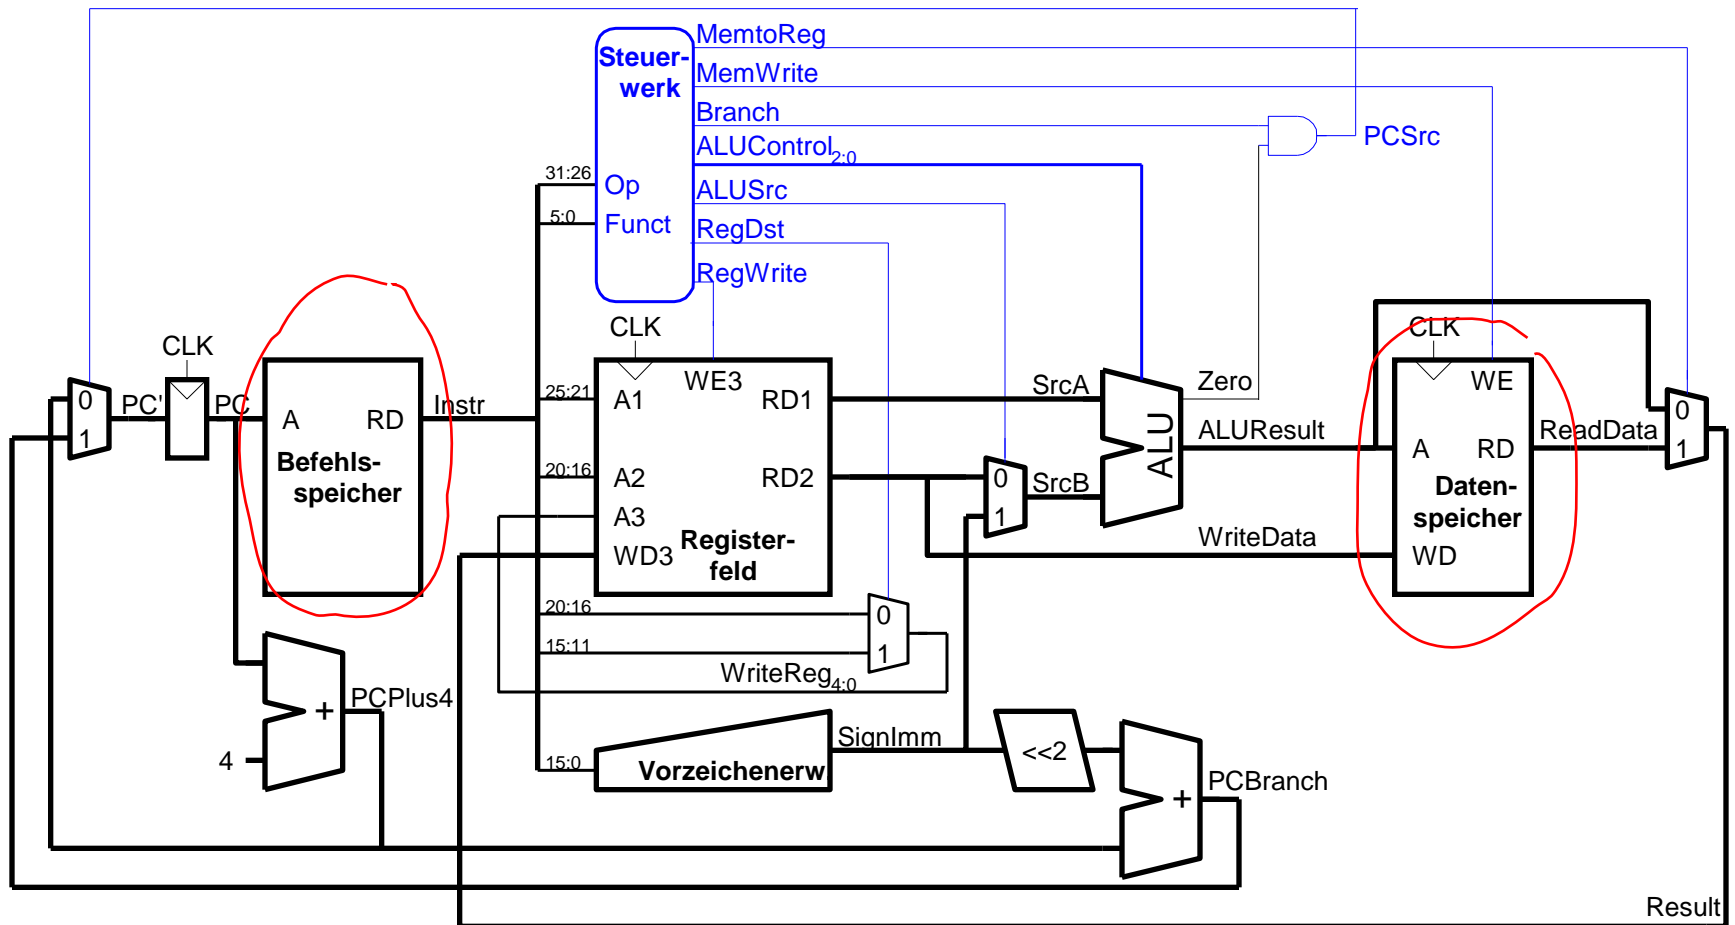 MemtoReg
Steuer-
werk
MemWrite
Branch
PCSrc
ALUControl2:0
31:26
Op
ALUSrc
5:0
Funct
RegDst
RegWrite
CLK
CLK
CLK
WE3
WE
0
PC'
PC
A
RD
Instr
25:21
A1
RD1
SrcA
Zero
0
1
ALU
ALUResult
A
RD
ReadData
1
Befehls-
speicher
20:16
A2
RD2
0
SrcB
Daten-
speicher
A3
1
WD3
Register-
feld
WriteData
WD
20:16
0
15:11
1
WriteReg4:0
PCPlus4
+
4
15:0
Vorzeichenerw.
SignImm
<<2
PCBranch
+
Result